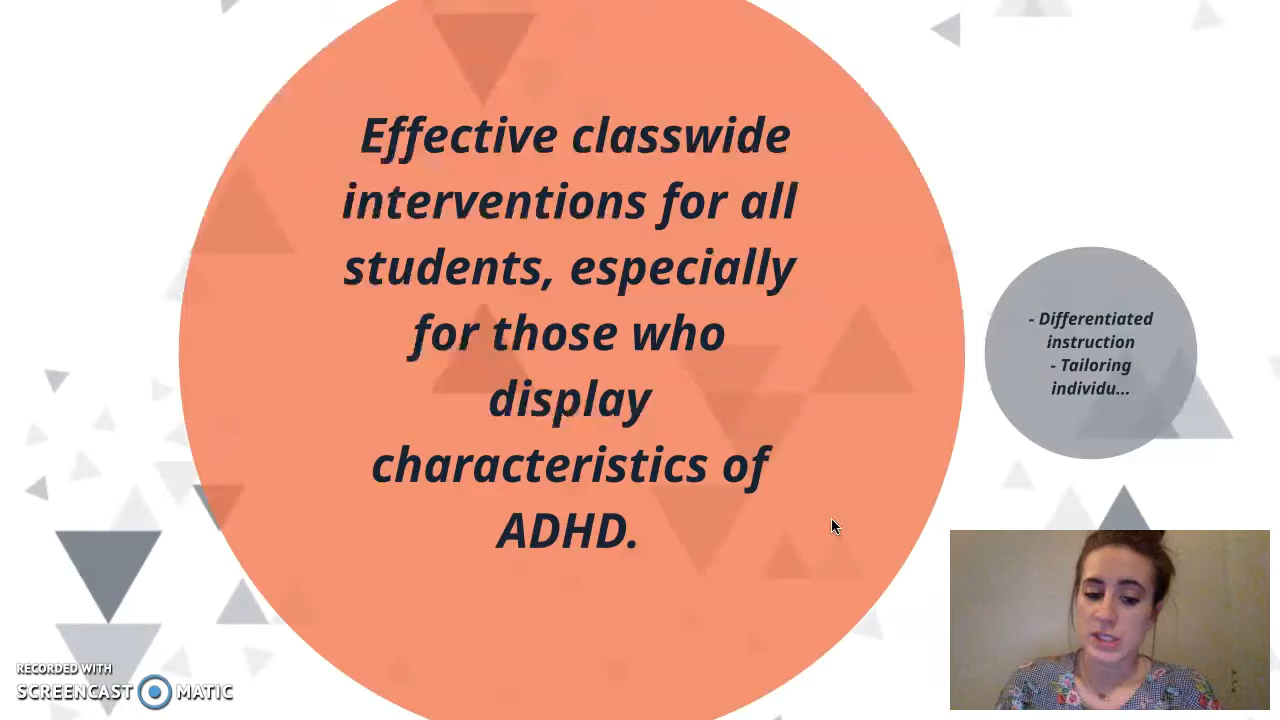 Effective classwide
interventions for all
students, especially
for those who
display
characteristics of
ADHD.
- Differentiated
instruction
- Tailoring
individu...
RECORDED WITH
SCREENCAST MATIC